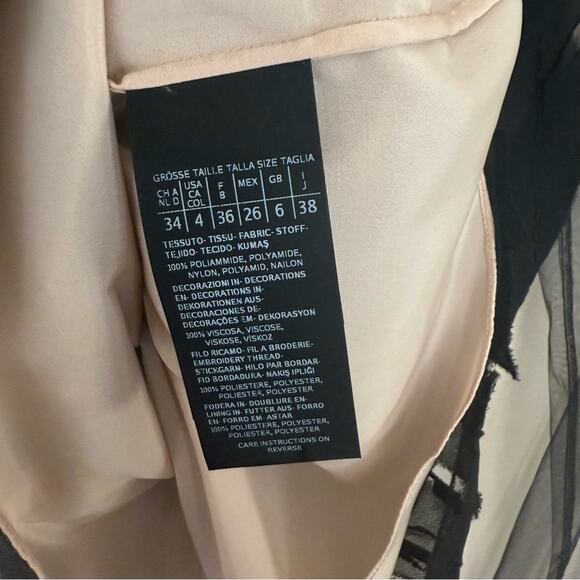 GRÖSSE TAILLE TALLA SIZE TAGLIA
CH A NL D USA CA COL F B MEX GB I J
34 4 36 26 6 38
TESSUTO- TISSU- FABRIC- STOFF-
TEJIDO- TECIDO- KUMAŞ
100% POLIAMMIDE, POLYAMIDE,
NYLON, POLYAMID, NAILON
DECORAZIONI IN- DECORATIONS
EN- DECORATIONS IN-
DEKORATIONEN AUS-
DECORACIONES DE-
DECORAÇÕES EM- DEKORASYON
100% VISCOSA, VISCOSE,
VISKOSE, VİSKOZ
FILO RICAMO- FIL A BRODERIE-
EMBROIDERY THREAD-
STICKGARN- HILO PAR BORDAR-
FID BORDADURA- NAKIŞ IPLIĞI
100% POLIESTERE, POLYESTER,
POLIESTER, POLYESTER
FODERA IN- DOUBLURE EN-
LINING IN- FUTTER AUS- FORRO
EN- FORRO EM- ASTAR
100% POLIESTERE, POLYESTER,
POLIESTER, POLYESTER
CARE INSTRUCTIONS ON
REVERSE